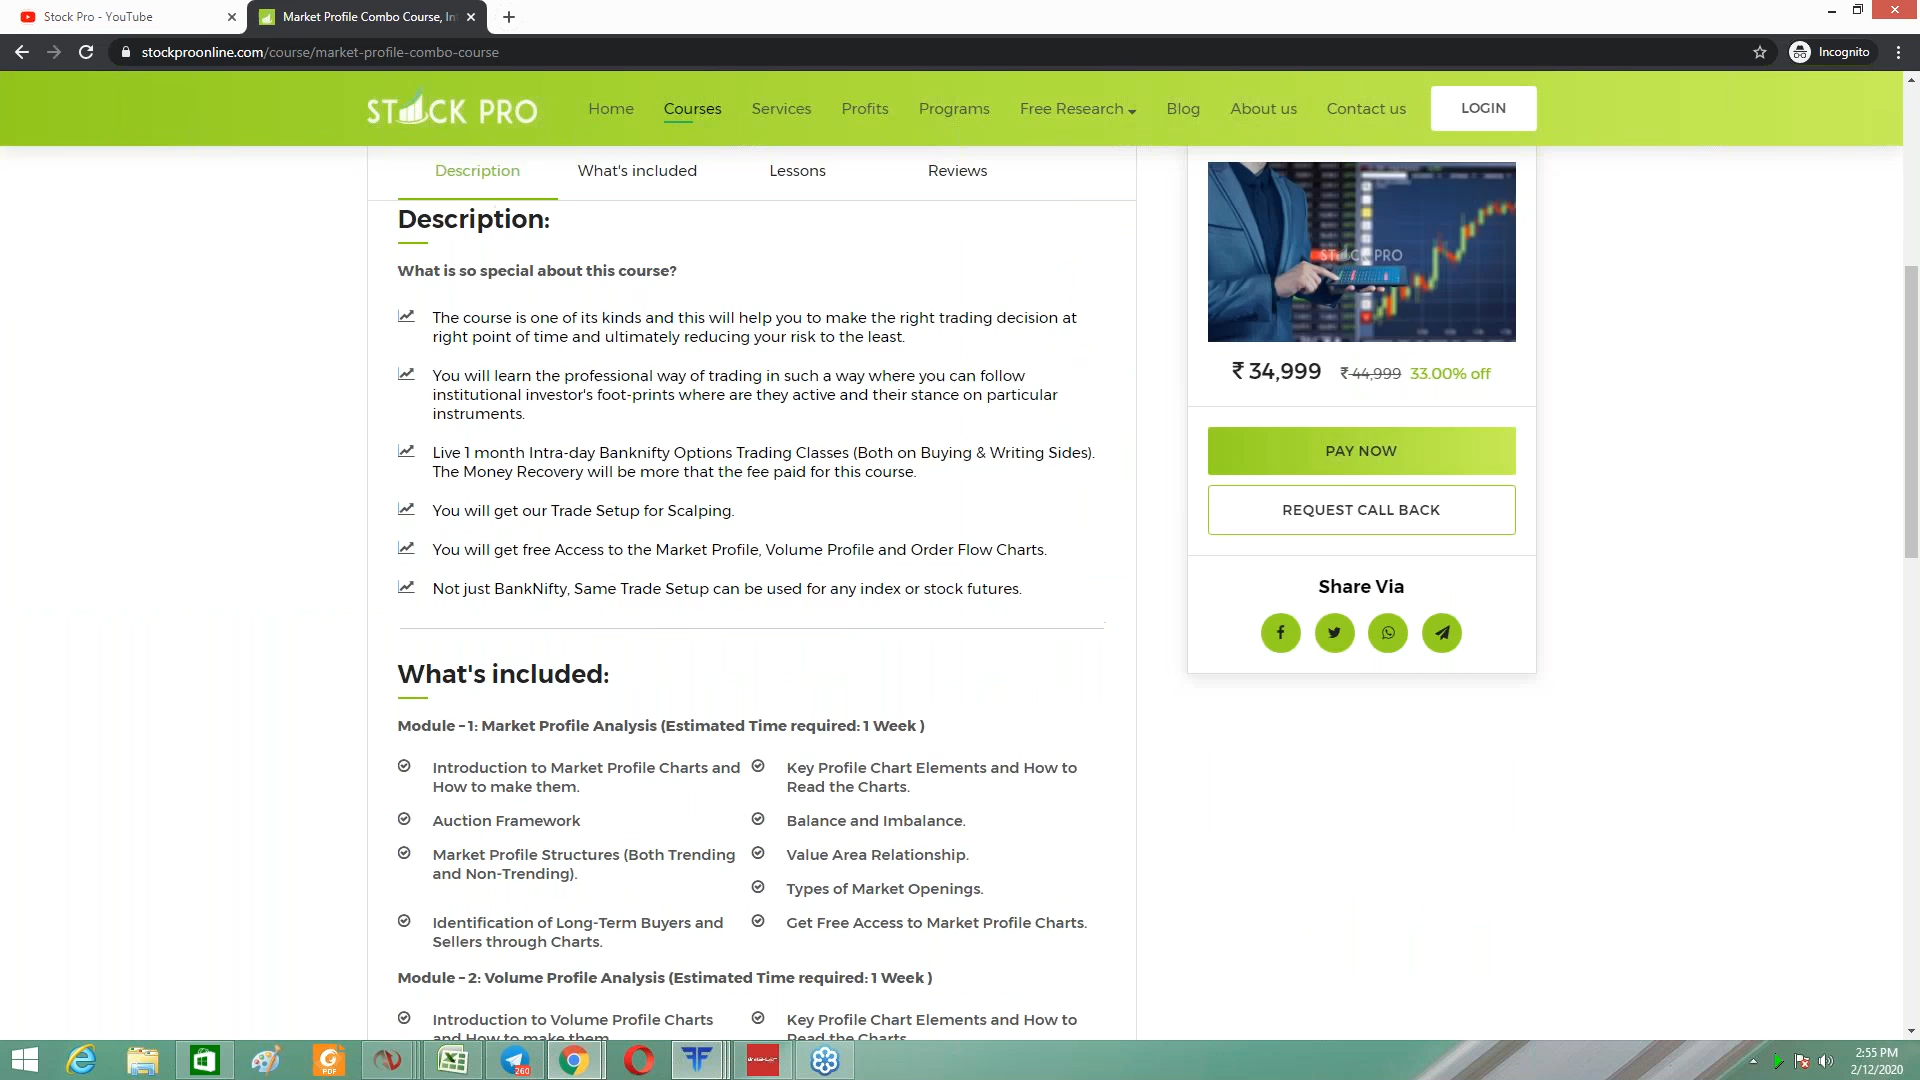 Stock Pro - YouTube
Market Profile Combo Course, In
stockproonline.com/course/market-profile-combo-course
Incognito
STOCK PRO
Home
Courses
Services
Profits
Programs
Free Research
Blog
About us
Contact us
LOGIN
Description
What's included
Lessons
Reviews
Description:
What is so special about this course?
The course is one of its kinds and this will help you to make the right trading decision at
right point of time and ultimately reducing your risk to the least.
You will learn the professional way of trading in such a way where you can follow
institutional investor's foot-prints where are they active and their stance on particular
instruments.
Live 1 month Intra-day Banknifty Options Trading Classes (Both on Buying & Writing Sides).
The Money Recovery will be more that the fee paid for this course.
You will get our Trade Setup for Scalping.
You will get free Access to the Market Profile, Volume Profile and Order Flow Charts.
Not just BankNifty, Same Trade Setup can be used for any index or stock futures.
What's included:
Module – 1: Market Profile Analysis (Estimated Time required: 1 Week )
Introduction to Market Profile Charts and
How to make them.
Key Profile Chart Elements and How to
Read the Charts.
Auction Framework
Balance and Imbalance.
Market Profile Structures (Both Trending
and Non-Trending).
Value Area Relationship.
Types of Market Openings.
Identification of Long-Term Buyers and
Sellers through Charts.
Get Free Access to Market Profile Charts.
Module – 2: Volume Profile Analysis (Estimated Time required: 1 Week )
Introduction to Volume Profile Charts
and How to make them
Key Profile Chart Elements and How to
Read the Charts
STOCK PRO
₹ 34,999 ₹ 44,999 33.00% off
PAY NOW
REQUEST CALL BACK
Share Via
PDF
260
2:55 PM
2/12/2020